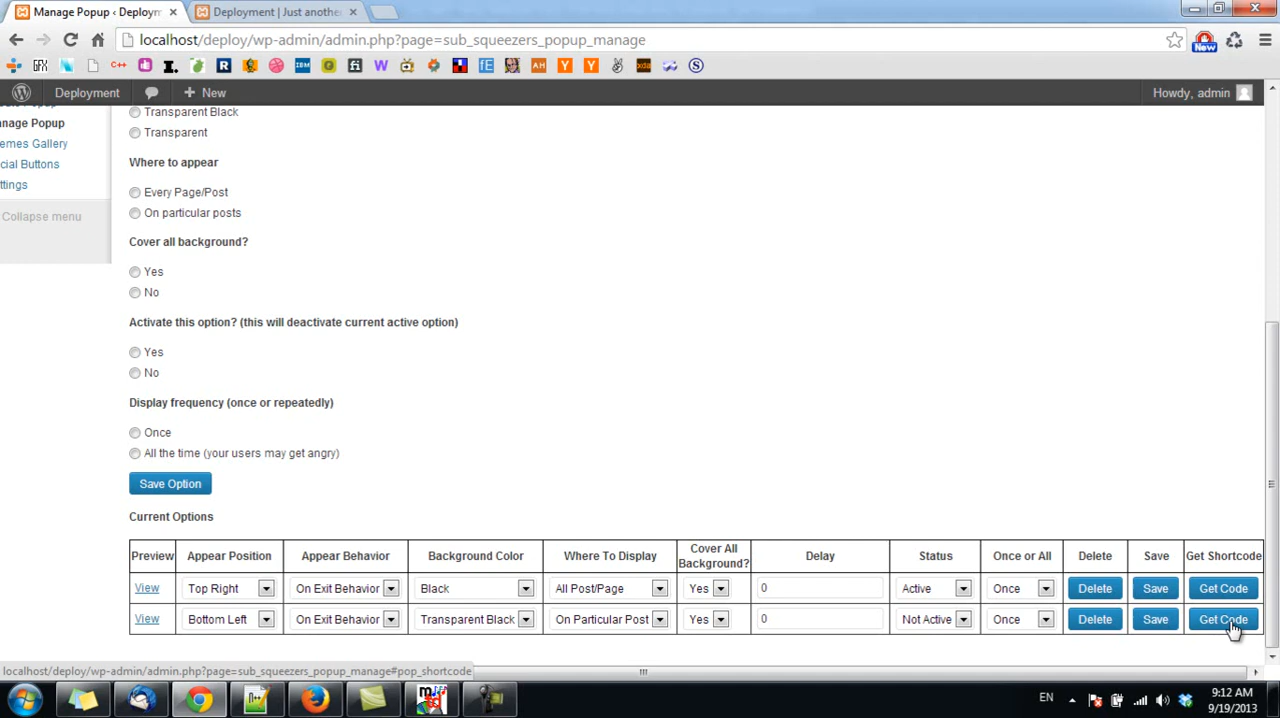 Manage Popup ‹ Deploym
Deployment | Just anothe
localhost/deploy/wp-admin/admin.php?page=sub_squeezers_popup_manage
New
Deployment
New
Howdy, admin
anage Popup
emes Gallery
cial Buttons
ttings
Collapse menu
Transparent Black
Transparent
Where to appear
Every Page/Post
On particular posts
Cover all background?
Yes
No
Activate this option? (this will deactivate current active option)
Yes
No
Display frequency (once or repeatedly)
Once
All the time (your users may get angry)
Save Option
Current Options
Preview Appear Position Appear Behavior Background Color Where To Display Cover All Background? Delay Status Once or All Delete Save Get Shortcode
View Top Right On Exit Behavior Black All Post/Page Yes 0 Active Once Delete Save Get Code
View Bottom Left On Exit Behavior Transparent Black On Particular Post Yes 0 Not Active Once Delete Save Get Code
localhost/deploy/wp-admin/admin.php?page=sub_squeezers_popup_manage#pop_shortcode
EN
9:12 AM
9/19/2013